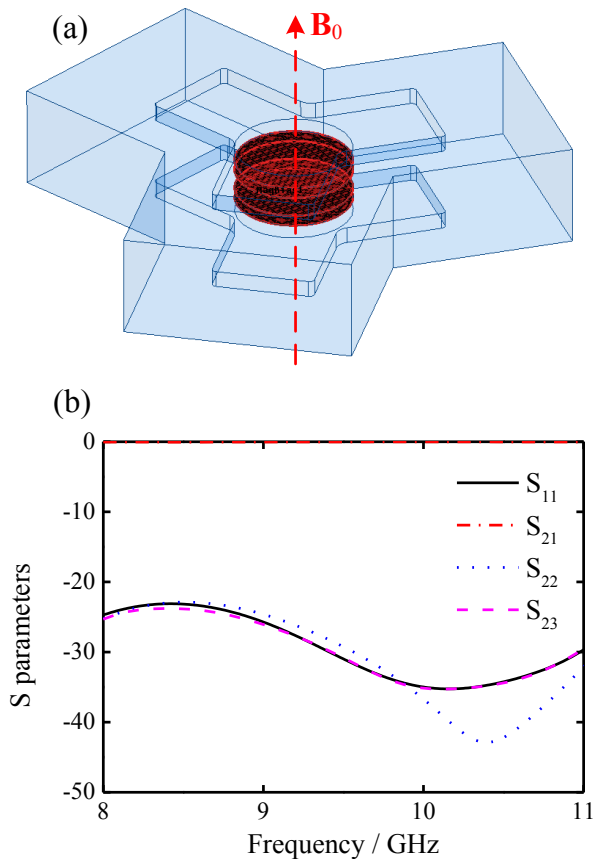 (a)
B₀
(b)
0
-10
-20
-30
-40
-50
S parameters
S₁₁
S₂₁
S₂₂
S₂₃
8
9
10
11
Frequency / GHz